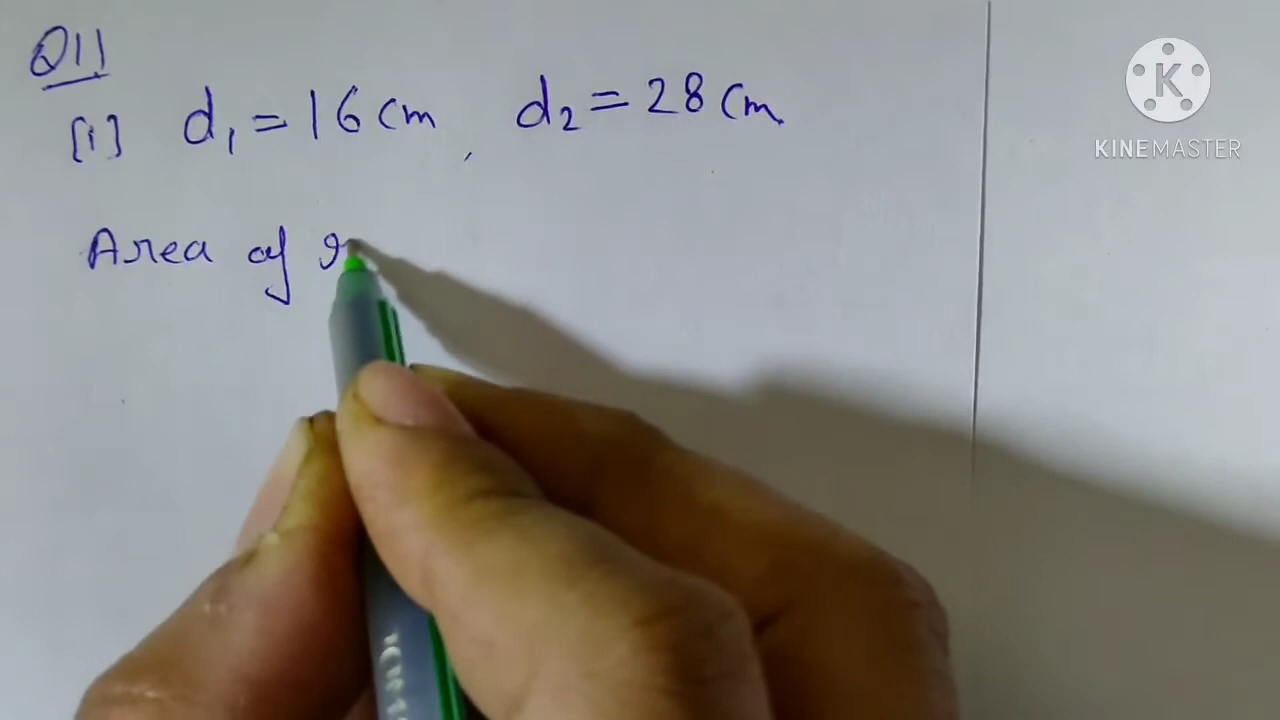 Q11
[1] d₁ = 16 cm, d₂ = 28 cm
Area of
K
KINEMASTER